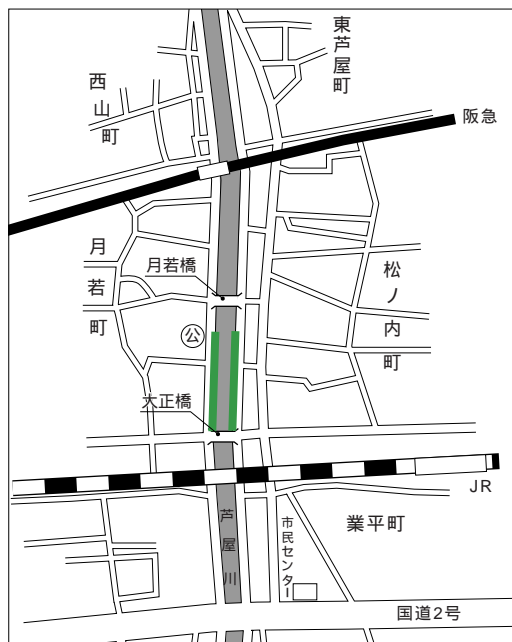 東芦屋町
西山町
阪急
月若橋
月若町
松ノ内町
公
大正橋
JR
芦屋川
市民センター
業平町
国道2号